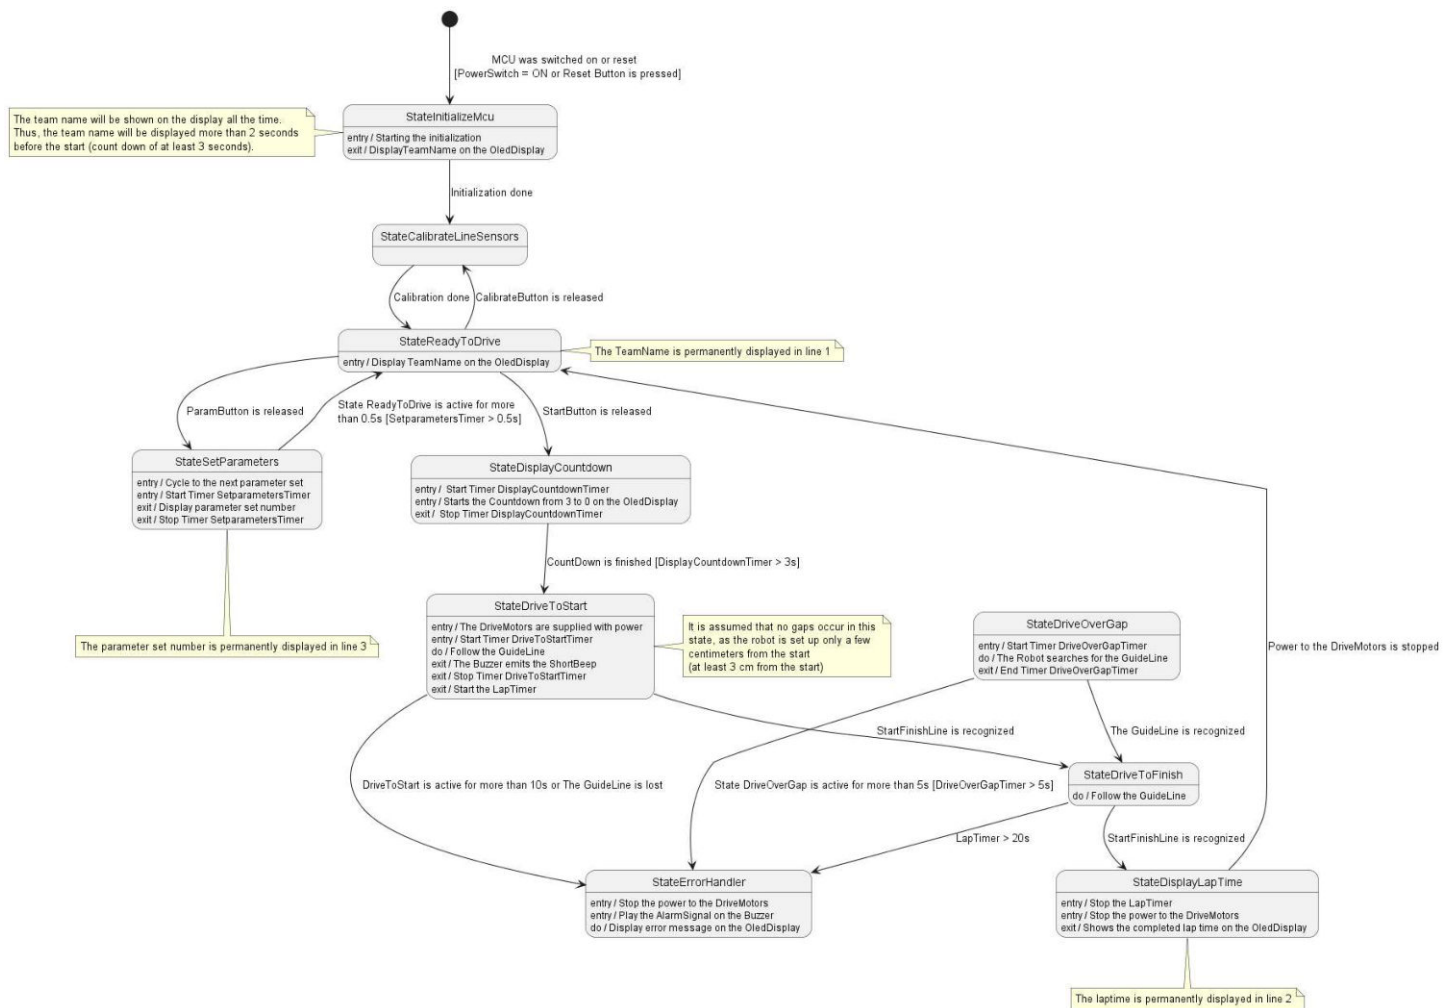 MCU was switched on or reset
[PowerSwitch = ON or Reset Button is pressed]
The team name will be shown on the display all the time.
Thus, the team name will be displayed more than 2 seconds
before the start (count down of at least 3 seconds).
StateInitializeMcu
entry / Starting the initialization
exit / DisplayTeamName on the OledDisplay
Initialization done
StateCalibrateLineSensors
Calibration done
CalibrateButton is released
StateReadyToDrive
entry / Display TeamName on the OledDisplay
The TeamName is permanently displayed in line 1
ParamButton is released
State ReadyToDrive is active for more
than 0.5s [SetparametersTimer > 0.5s]
StartButton is released
StateSetParameters
entry / Cycle to the next parameter set
entry / Start Timer SetparametersTimer
exit / Display parameter set number
exit / Stop Timer SetparametersTimer
StateDisplayCountdown
entry / Start Timer DisplayCountdownTimer
entry / Starts the Countdown from 3 to 0 on the OledDisplay
exit / Stop Timer DisplayCountdownTimer
CountDown is finished [DisplayCountdownTimer > 3s]
The parameter set number is permanently displayed in line 3
StateDriveToStart
entry / The DriveMotors are supplied with power
entry / Start Timer DriveToStartTimer
do / Follow the GuideLine
exit / The Buzzer emits the ShortBeep
exit / Stop Timer DriveToStartTimer
exit / Start the LapTimer
It is assumed that no gaps occur in this
state, as the robot is set up only a few
centimeters from the start
(at least 3 cm from the start)
StateDriveOverGap
entry / Start Timer DriveOverGapTimer
do / The Robot searches for the GuideLine
exit / End Timer DriveOverGapTimer
Power to the DriveMotors is stopped
StartFinishLine is recognized
The GuideLine is recognized
DriveToStart is active for more than 10s or The GuideLine is lost
State DriveOverGap is active for more than 5s [DriveOverGapTimer > 5s]
StateDriveToFinish
do / Follow the GuideLine
LapTimer > 20s
StartFinishLine is recognized
StateErrorHandler
entry / Stop the power to the DriveMotors
entry / Play the AlarmSignal on the Buzzer
do / Display error message on the OledDisplay
StateDisplayLapTime
entry / Stop the LapTimer
entry / Stop the power to the DriveMotors
exit / Shows the completed lap time on the OledDisplay
The laptime is permanently displayed in line 2